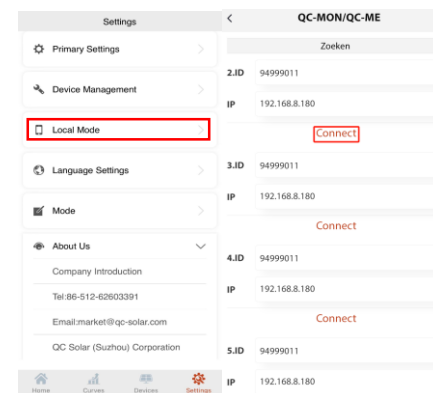 Settings
Primary Settings
Device Management
Local Mode
Language Settings
Mode
About Us
Company Introduction
Tel:86-512-62603391
Email:market@qc-solar.com
QC Solar (Suzhou) Corporation
Home Curves Devices Settings
QC-MON/QC-ME
Zoeken
2.ID 94999011
IP 192.168.8.180
Connect
3.ID 94999011
IP 192.168.8.180
Connect
4.ID 94999011
IP 192.168.8.180
Connect
5.ID 94999011
IP 192.168.8.180